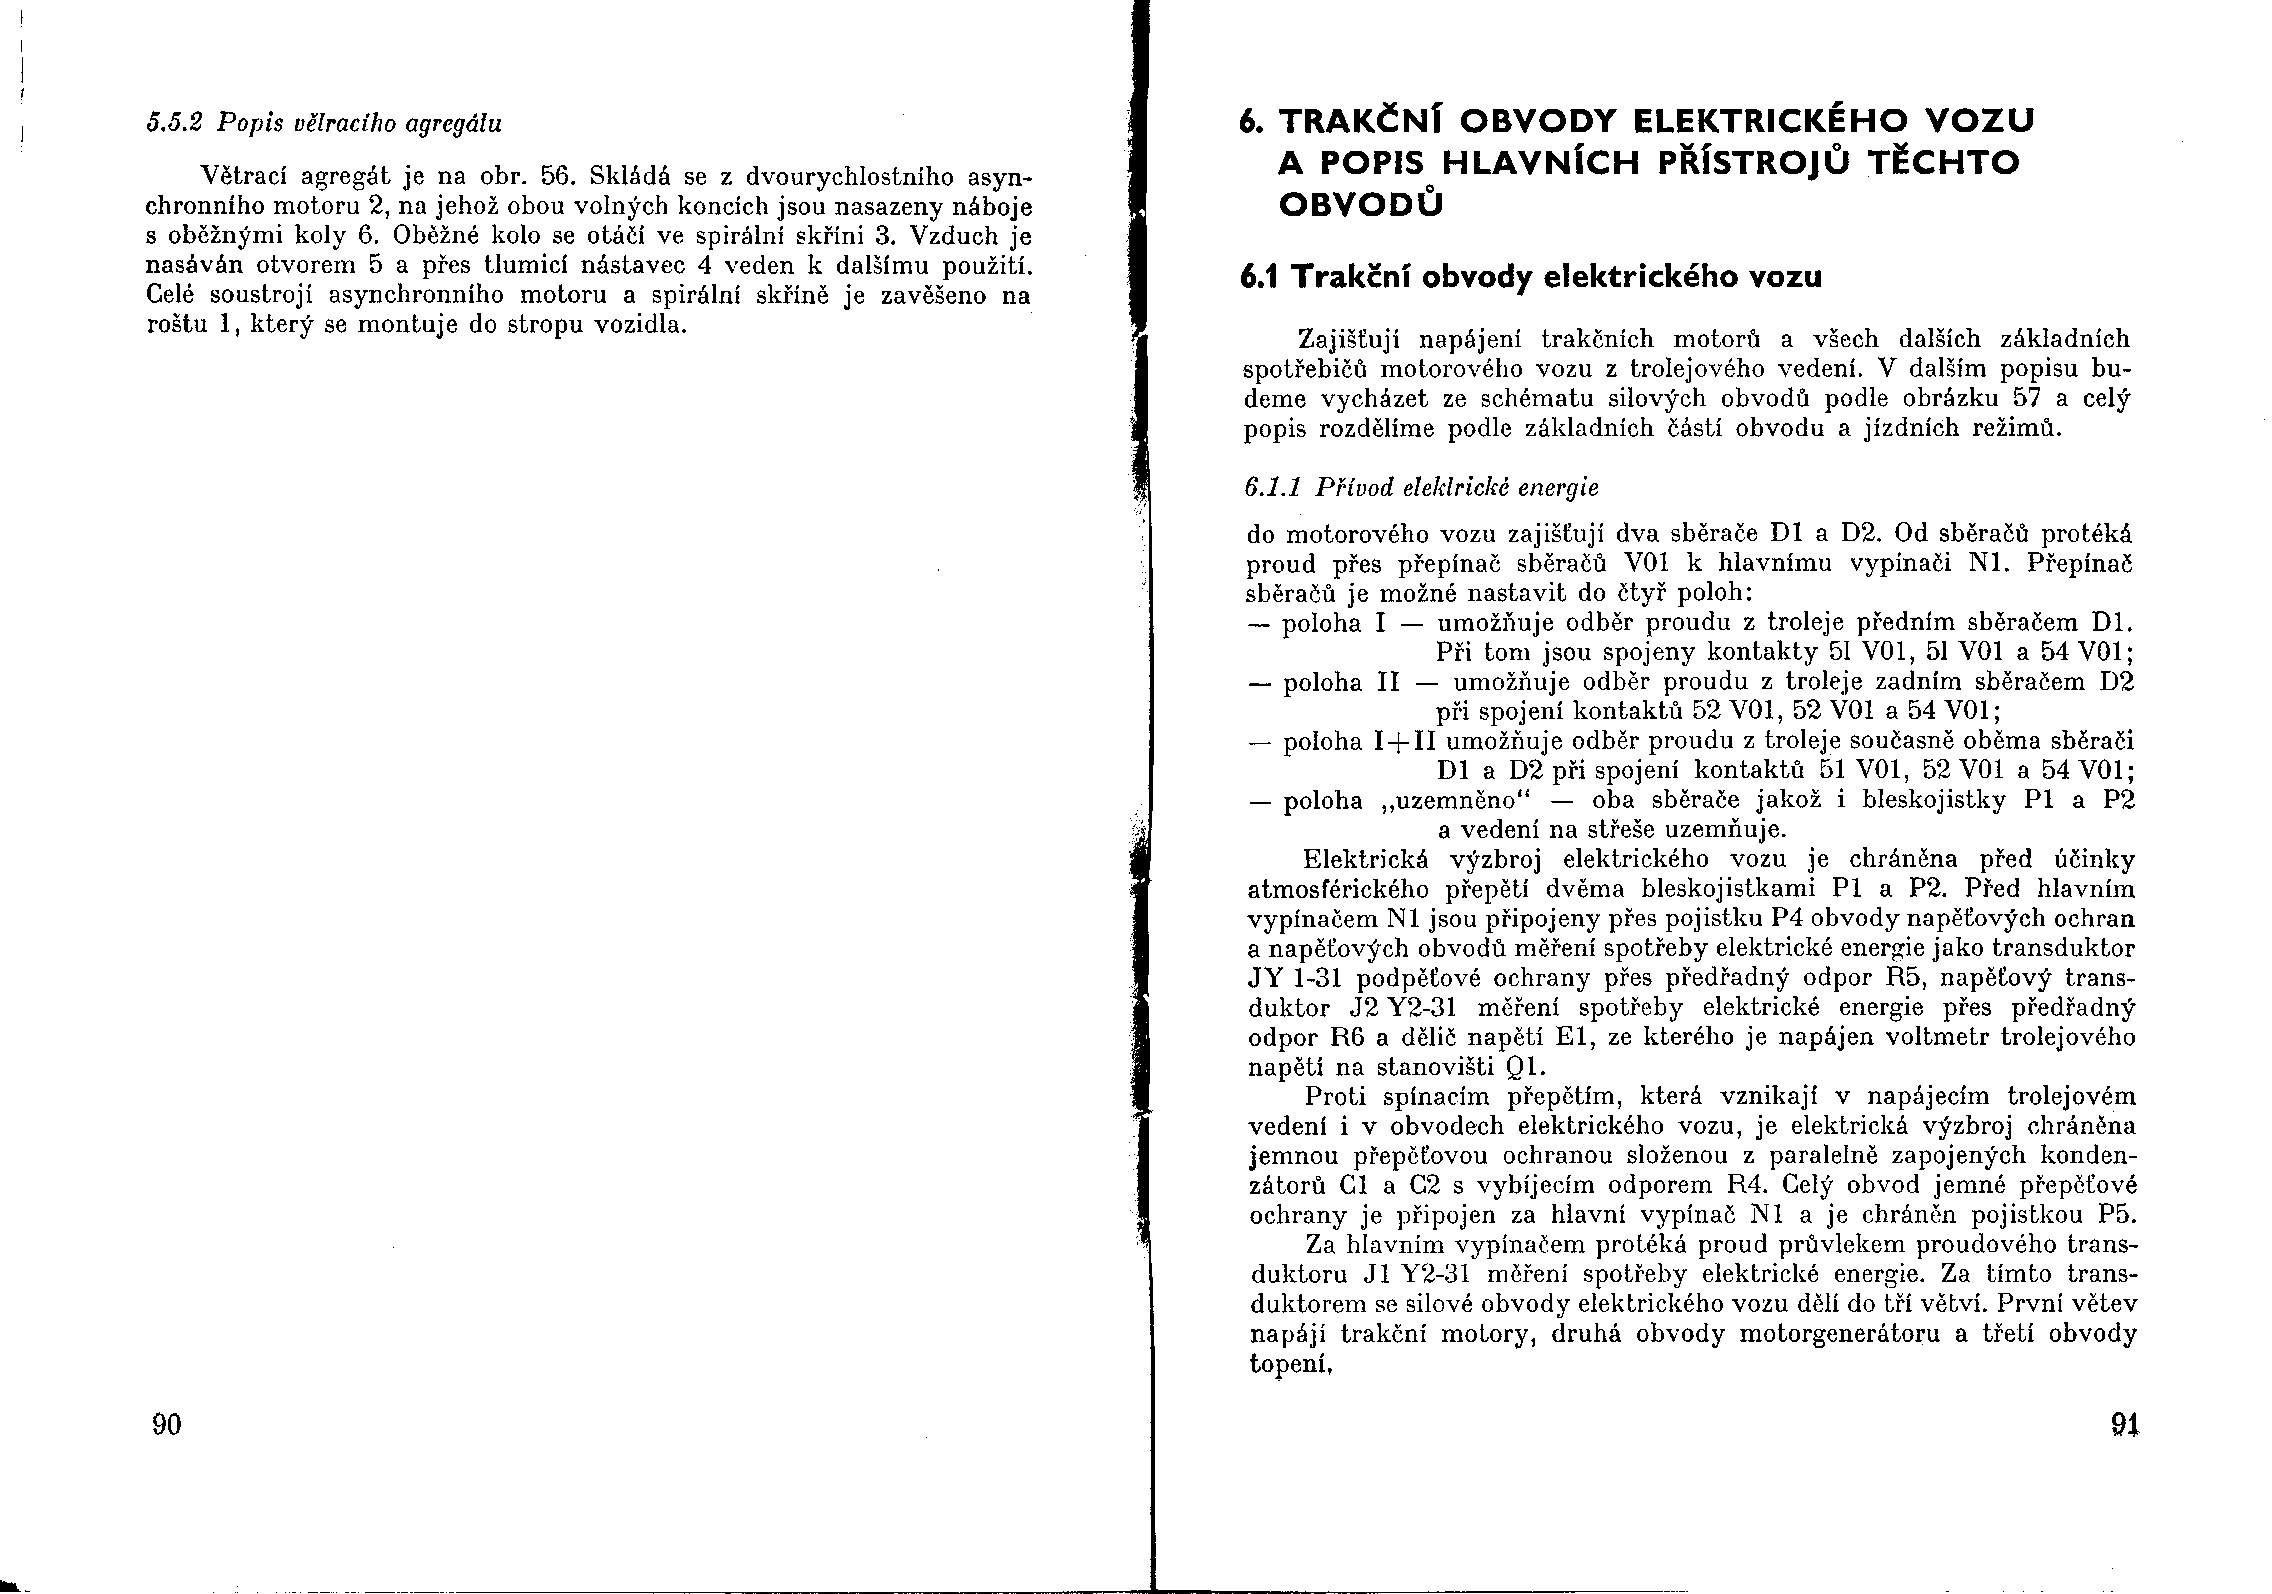 5.5.2 Popis větracího agregátu
Větrací agregát je na obr. 56. Skládá se z dvourychlostního asyn-
chronního motoru 2, na jehož obou volných koncích jsou nasazeny náboje
s oběžnými koly 6. Oběžné kolo se otáčí ve spirální skříni 3. Vzduch je
nasáván otvorem 5 a přes tlumicí nástavec 4 veden k dalšímu použití.
Celé soustrojí asynchronního motoru a spirální skříně je zavěšeno na
roštu 1, který se montuje do stropu vozidla.
90
6. TRAKČNÍ OBVODY ELEKTRICKÉHO VOZU
A POPIS HLAVNÍCH PŘÍSTROJŮ TĚCHTO
OBVODŮ
6.1 Trakční obvody elektrického vozu
Zajišťují napájení trakčních motorů a všech dalších základních
spotřebičů motorového vozu z trolejového vedení. V dalším popisu bu-
deme vycházet ze schématu silových obvodů podle obrázku 57 a celý
popis rozdělíme podle základních částí obvodu a jízdních režimů.
6.1.1 Přívod elektrické energie
do motorového vozu zajišťují dva sběrače D1 a D2. Od sběračů protéká
proud přes přepínač sběračů V01 k hlavnímu vypínači N1. Přepínač
sběračů je možné nastavit do čtyř poloh:
— poloha I — umožňuje odběr proudu z troleje předním sběračem D1.
Při tom jsou spojeny kontakty 51 V01, 51 V01 a 54 V01;
— poloha II — umožňuje odběr proudu z troleje zadním sběračem D2
při spojení kontaktů 52 V01, 52 V01 a 54 V01;
— poloha I+II umožňuje odběr proudu z troleje současně oběma sběrači
D1 a D2 při spojení kontaktů 51 V01, 52 V01 a 54 V01;
— poloha „uzemněno“ — oba sběrače jakož i bleskojistky P1 a P2
a vedení na střeše uzemňuje.
Elektrická výzbroj elektrického vozu je chráněna před účinky
atmosférického přepětí dvěma bleskojistkami P1 a P2. Před hlavním
vypínačem N1 jsou připojeny přes pojistku P4 obvody napěťových ochran
a napěťových obvodů měření spotřeby elektrické energie jako transduktor
JY 1-31 podpěťové ochrany přes předřadný odpor R5, napěťový trans-
duktor J2 Y2-31 měření spotřeby elektrické energie přes předřadný
odpor R6 a dělič napětí E1, ze kterého je napájen voltmetr trolejového
napětí na stanovišti Q1.
Proti spínacím přepětím, která vznikají v napájecím trolejovém
vedení i v obvodech elektrického vozu, je elektrická výzbroj chráněna
jemnou přepěťovou ochranou složenou z paralelně zapojených konden-
zátorů C1 a C2 s vybíjecím odporem R4. Celý obvod jemné přepěťové
ochrany je připojen za hlavní vypínač N1 a je chráněn pojistkou P5.
Za hlavním vypínačem protéká proud průvlekem proudového trans-
duktoru J1 Y2-31 měření spotřeby elektrické energie. Za tímto trans-
duktorem se silové obvody elektrického vozu dělí do tří větví. První větev
napájí trakční motory, druhá obvody motorgenerátoru a třetí obvody
topení,
91